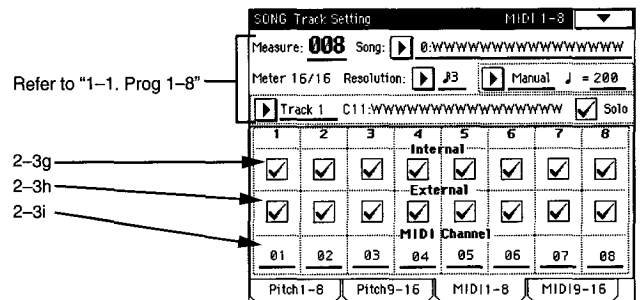 SONG Track Setting MIDI 1-8
Measure: 008 Song: 0:WWWWWWWWWWWWWWWW
Meter 16/16 Resolution: ♪3 Manual ♩ = 200
Refer to "1–1. Prog 1–8"
Track 1 C11:WWWWWWWWWWWWWWWW Solo
1 2 3 4 5 6 7 8
Internal
2–3g
External
2–3h
MIDI Channel
2–3i
01 02 03 04 05 06 07 08
Pitch1-8 Pitch9-16 MIDI1-8 MIDI9-16